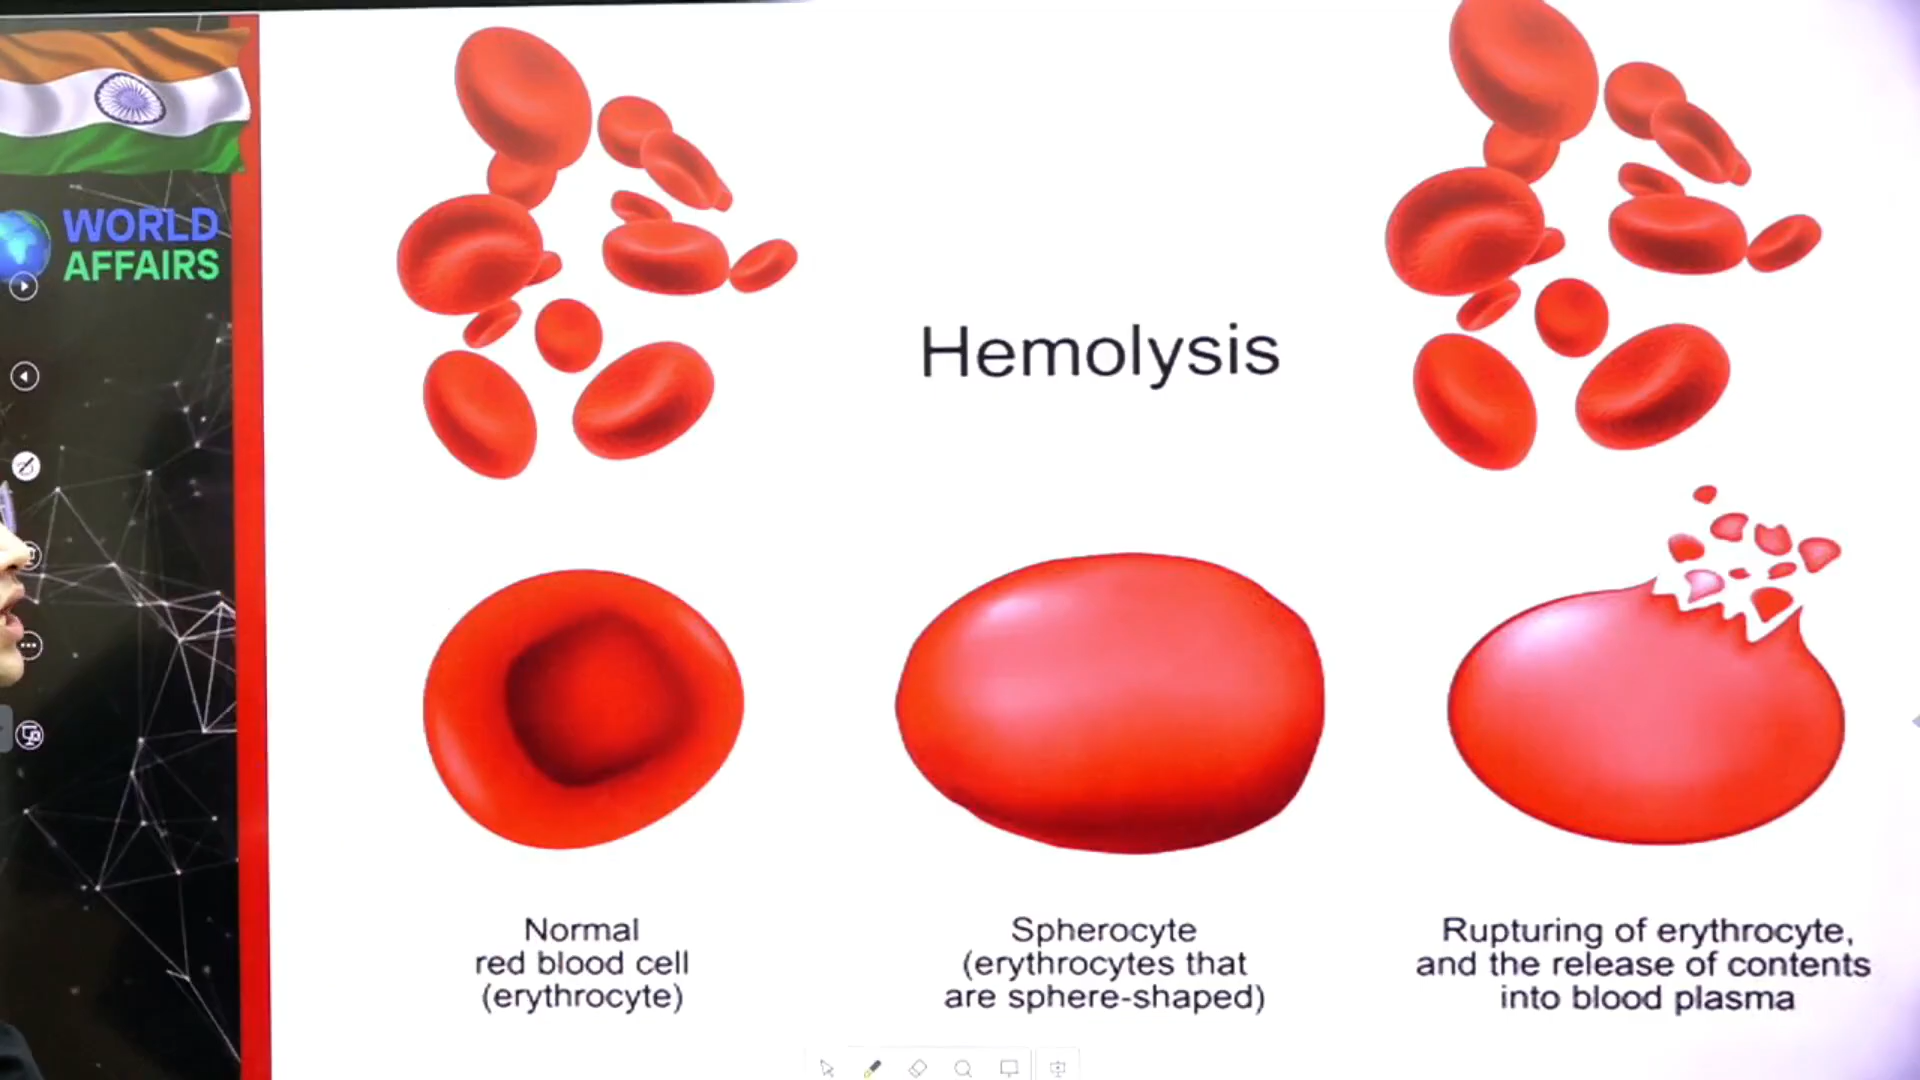 WORLD
AFFAIRS
Hemolysis
Normal
red blood cell
(erythrocyte)
Spherocyte
(erythrocytes that
are sphere-shaped)
Rupturing of erythrocyte,
and the release of contents
into blood plasma